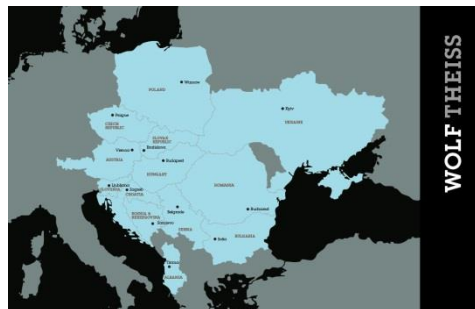 Warsaw
POLAND
Kyiv
UKRAINE
Prague
CZECH
REPUBLIC
SLOVAK
REPUBLIC
Vienna
Bratislava
AUSTRIA
Budapest
HUNGARY
Ljubljana
SLOVENIA
Zagreb
CROATIA
ROMANIA
BOSNIA &
HERZEGOVINA
Belgrade
Bucharest
Sarajevo
SERBIA
Sofia
BULGARIA
Tirana
ALBANIA
WOLF THEISS